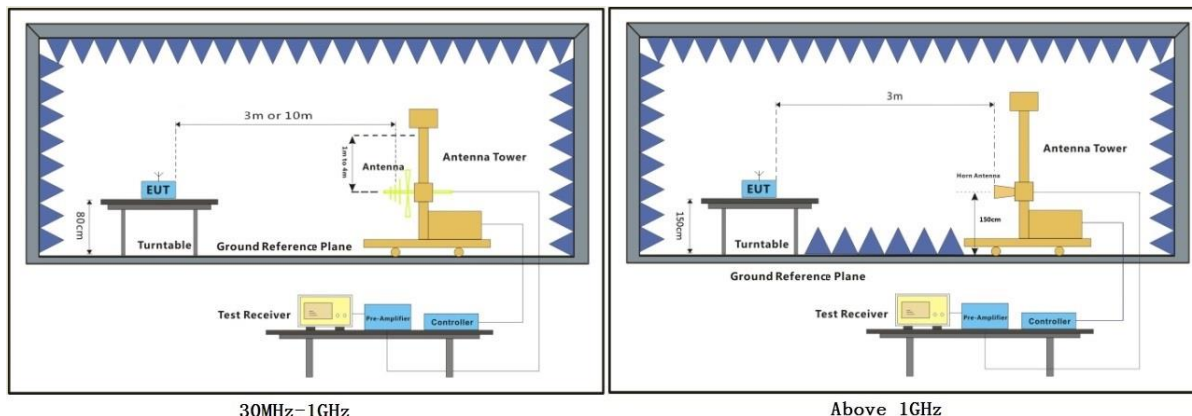 3m or 10m
1m to 4m
Antenna
Antenna Tower
EUT
80cm
Turntable
Ground Reference Plane
Test Receiver
Pre-Amplifier
Controller
30MHz-1GHz
3m
Antenna Tower
Horn Antenna
EUT
150cm
150cm
Turntable
Ground Reference Plane
Test Receiver
Pre-Amplifier
Controller
Above 1GHz